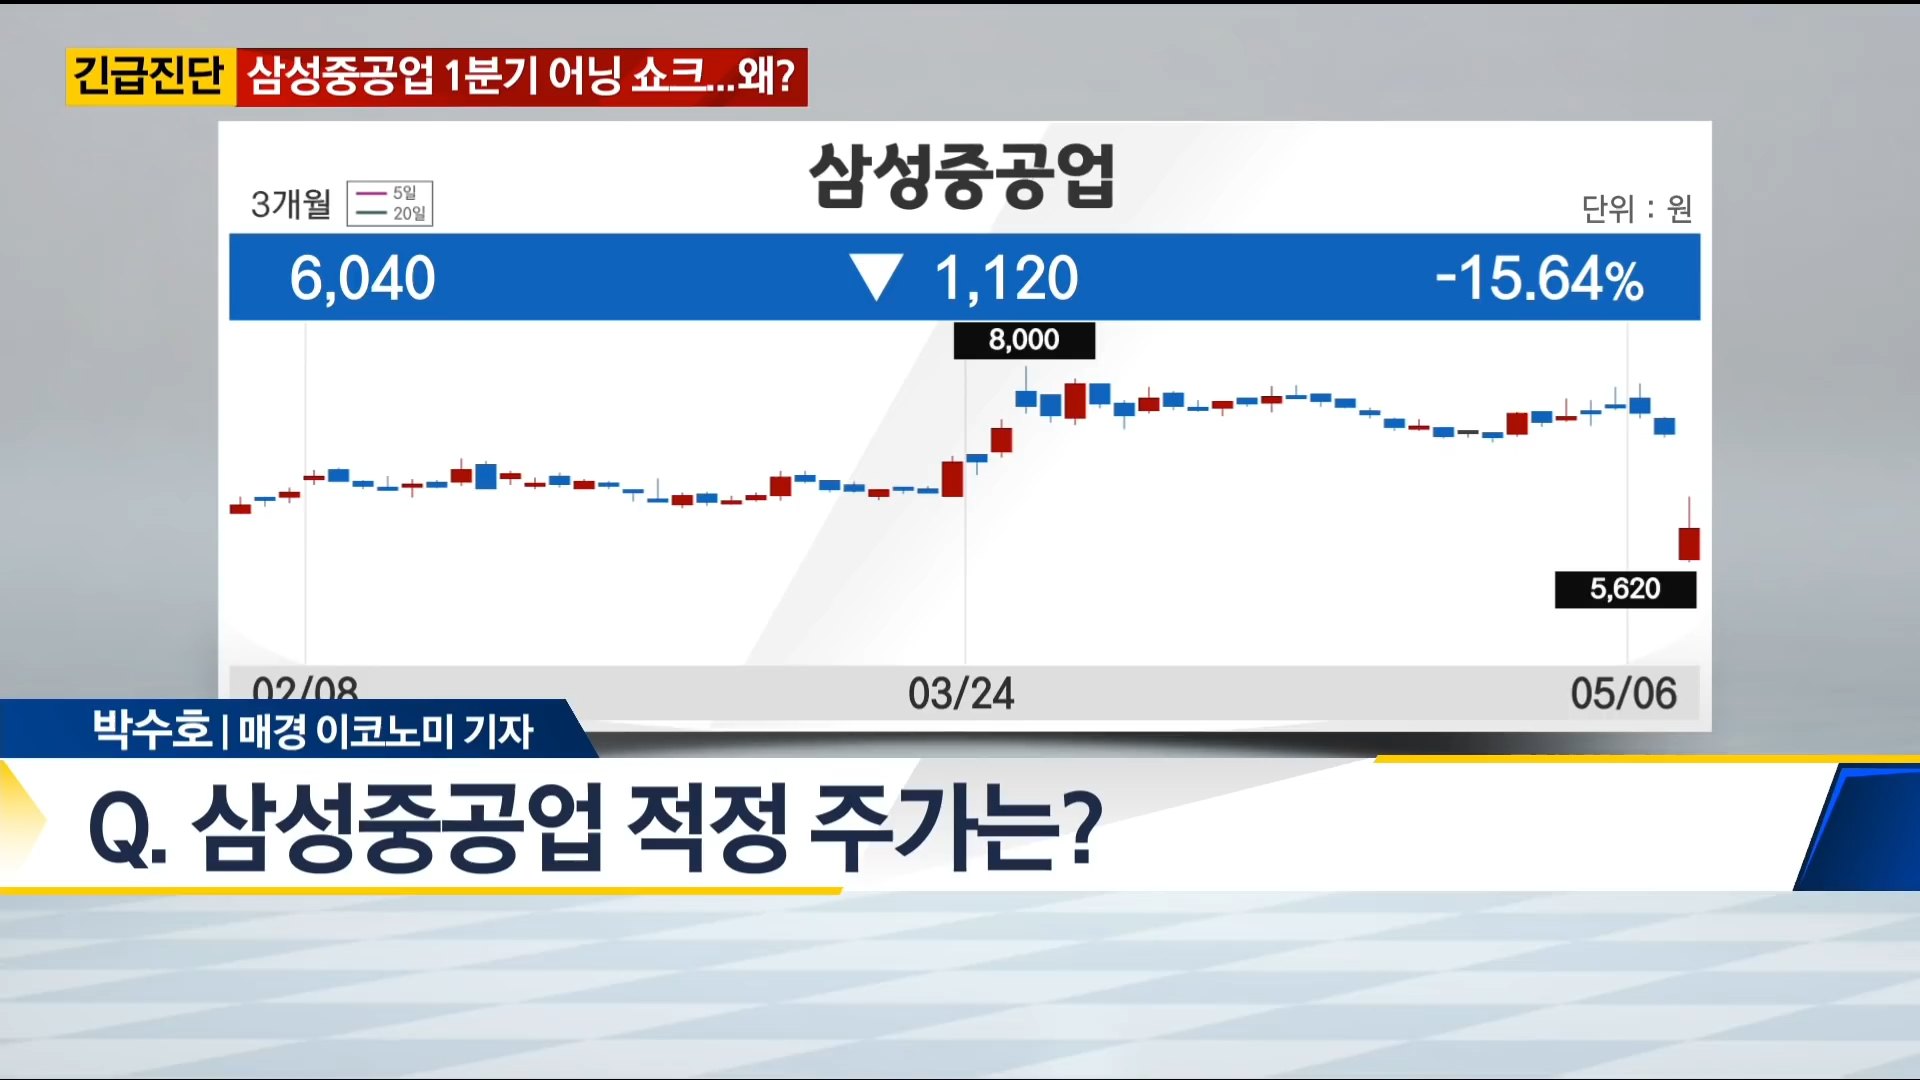 긴급진단 삼성중공업 1분기 어닝 쇼크...왜?
삼성중공업
3개월
5일
20일
단위 : 원
6,040 ▼ 1,120 -15.64%
8,000
5,620
02/08 03/24 05/06
박수호 | 매경 이코노미 기자
Q. 삼성중공업 적정 주가는?